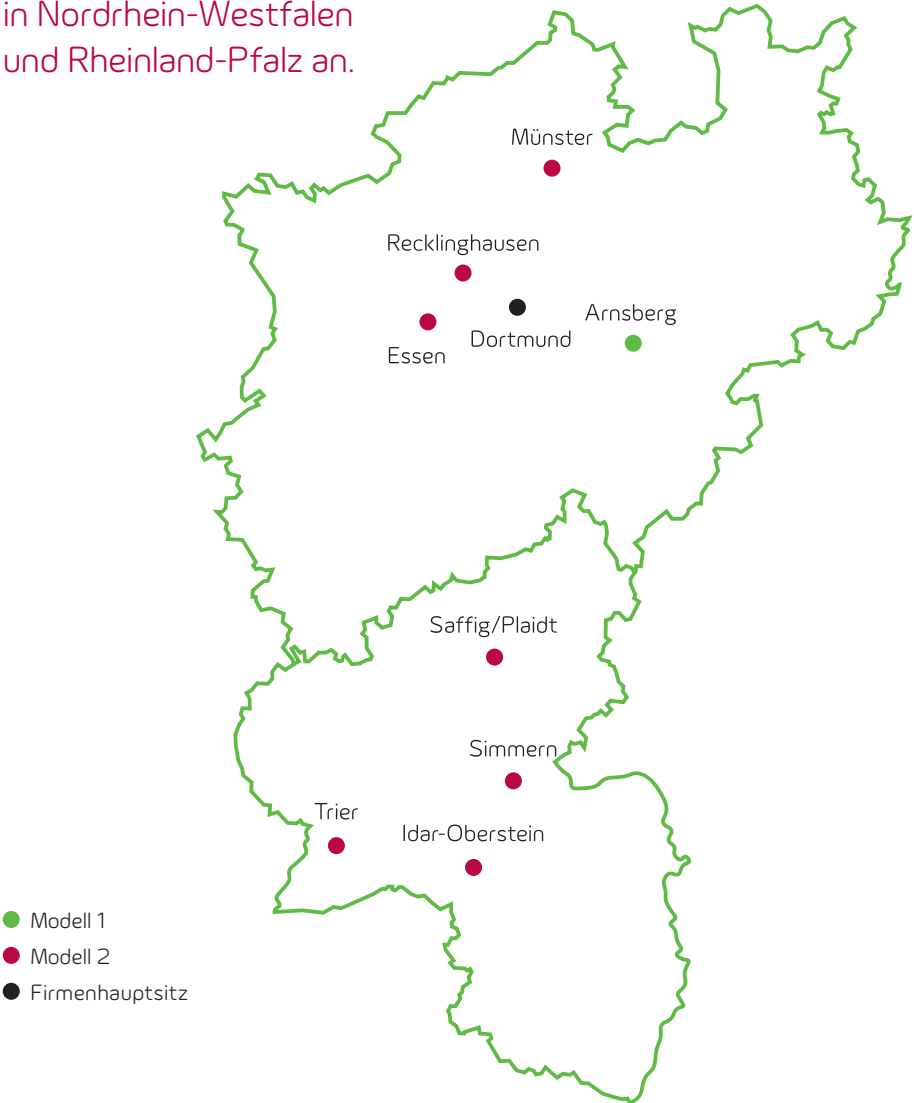 in Nordrhein-Westfalen
und Rheinland-Pfalz an.
Münster
Recklinghausen
Arnsberg
Dortmund
Essen
Saffig/Plaidt
Simmern
Trier
Idar-Oberstein
Modell 1
Modell 2
Firmenhauptsitz